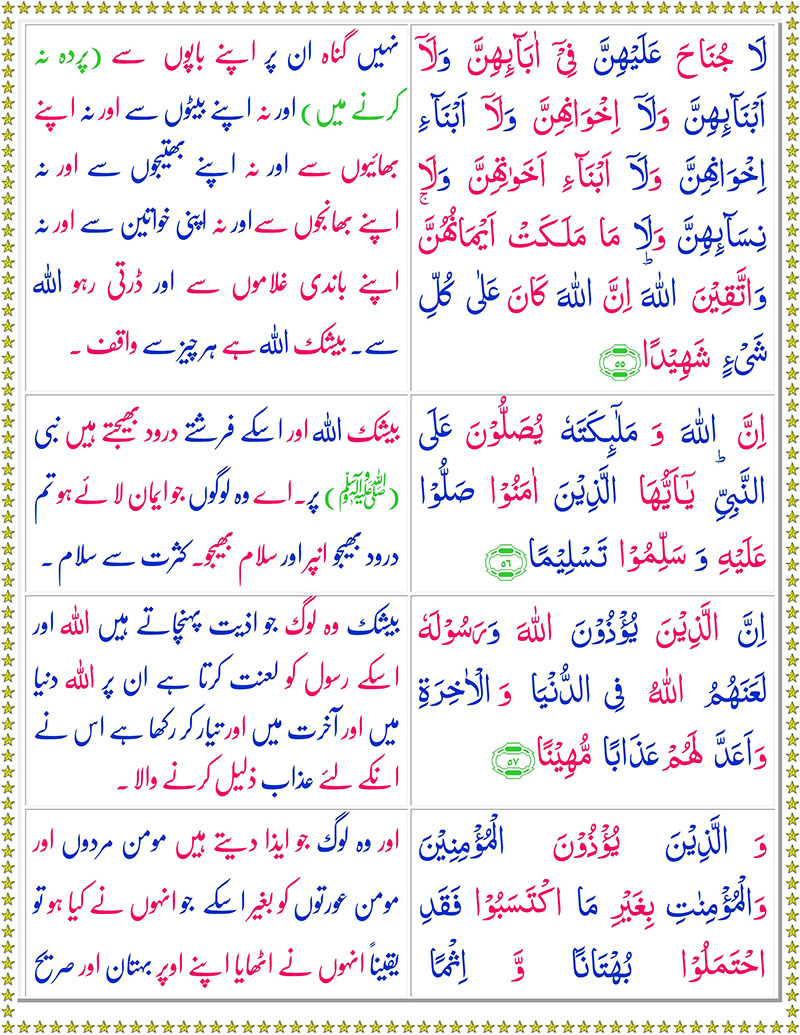 لَا جُنَاحَ عَلَيْهِنَّ فِيْٓ اٰبَآئِهِنَّ وَلَآ
اَبْنَآئِهِنَّ وَلَآ اِخْوَانِهِنَّ وَلَآ اَبْنَآءِ
اِخْوَانِهِنَّ وَلَآ اَبْنَآءِ اَخَوٰتِهِنَّ وَلَا
نِسَآئِهِنَّ وَلَا مَا مَلَـكَتْ اَيْمَانُهُنَّ ۚ
وَاتَّقِيْنَ اللهَ ؕ اِنَّ اللهَ كَانَ عَلٰى كُلِّ
شَىْءٍ شَهِيْدًا ﴿۵۵﴾
نہیں گناہ ان پر اپنے باپوں سے (پردہ نہ
کرنے میں) اور نہ اپنے بیٹوں سے اور نہ اپنے
بھائیوں سے اور نہ اپنے بھتیجوں سے اور نہ
اپنے بھانجوں سے اور نہ اپنی خواتین سے اور نہ
اپنے باندی غلاموں سے اور ڈرتی رہو اللہ
سے۔ بیشک اللہ ہے ہر چیز سے واقف ۔
اِنَّ اللهَ وَ مَلٰٓئِكَتَهٗ يُصَلُّوْنَ عَلَى
النَّبِىِّ ؕ يٰٓاَيُّهَا الَّذِيْنَ اٰمَنُوْا صَلُّوْا
عَلَيْهِ وَ سَلِّمُوْا تَسْلِيْمًا ﴿۵۶﴾
بیشک اللہ اور اسکے فرشتے درود بھیجتے ہیں نبی
(ﷺ) پر۔ اے وہ لوگوں جو ایمان لائے ہو تم
درود بھیجو انپر اور سلام بھیجو۔ کثرت سے سلام ۔
اِنَّ الَّذِيْنَ يُؤْذُوْنَ اللهَ وَرَسُوْلَهٗ
لَعَنَهُمُ اللهُ فِى الدُّنْيَا وَ الْاٰخِرَةِ
وَاَعَدَّ لَهُمْ عَذَابًا مُّهِيْنًا ﴿۵۷﴾
بیشک وہ لوگ جو اذیت پہنچاتے ہیں اللہ اور
اسکے رسول کو لعنت کرتا ہے ان پر اللہ دنیا
میں اور آخرت میں اور تیار کر رکھا ہے اس نے
انکے لئے عذاب ذلیل کرنے والا ۔
وَ الَّذِيْنَ يُؤْذُوْنَ الْمُؤْمِنِيْنَ
وَالْمُؤْمِنٰتِ بِغَيْرِ مَا اكْتَسَبُوْا فَقَدِ
احْتَمَلُوْا بُهْتَانًا وَّ اِثْمًا
اور وہ لوگ جو ایذا دیتے ہیں مومن مردوں اور
مومن عورتوں کو بغیر اسکے جو انہوں نے کیا ہو تو
یقیناً انہوں نے اٹھایا اپنے اوپر بہتان اور صریح